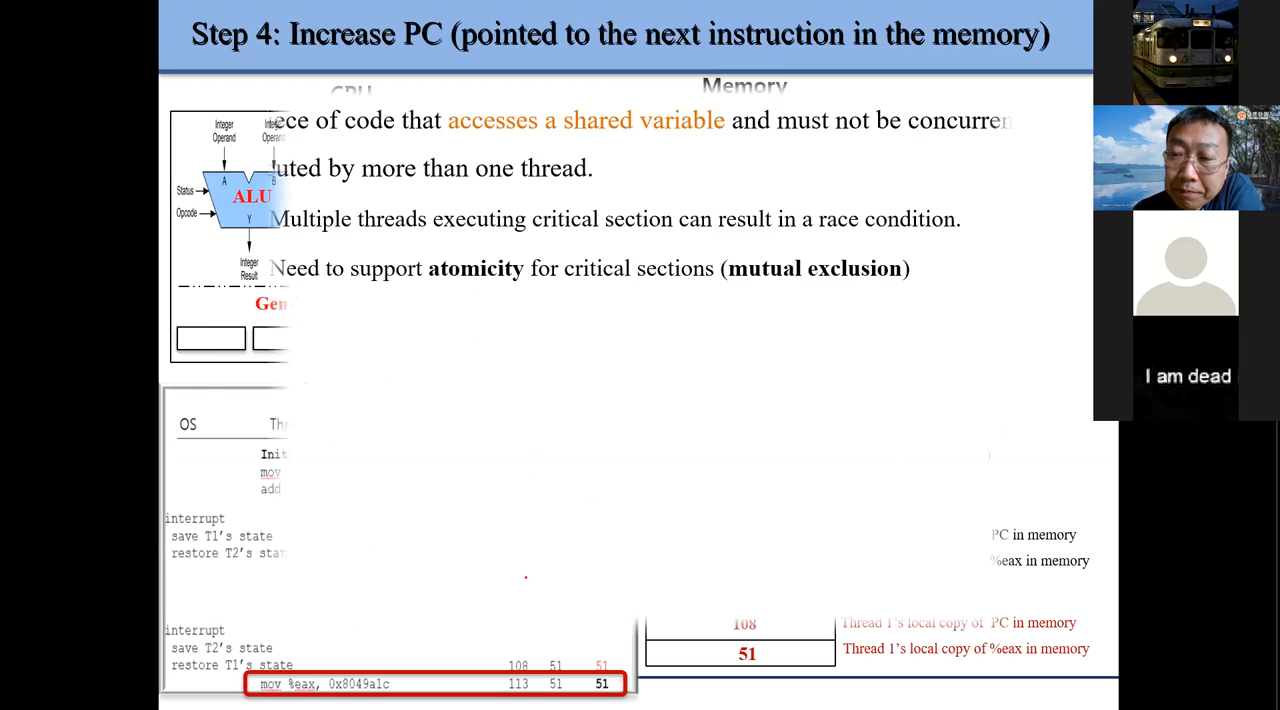 Step 4: Increase PC (pointed to the next instruction in the memory)
CPU
Memory
Integer Operand
A
B
Status
ALU
Opcode
Y
Integer Result
ece of code that accesses a shared variable and must not be concurren
uted by more than one thread.
Multiple threads executing critical section can result in a race condition.
Need to support atomicity for critical sections (mutual exclusion)
Gen
I am dead
OS
Init
mov
add
interrupt
save T1's state
restore T2's stat
PC in memory
%eax in memory
interrupt
save T2's state
restore T1's state 108 51 51
mov %eax, 0x8049a1c 113 51 51
108 Thread 1's local copy of PC in memory
51 Thread 1's local copy of %eax in memory